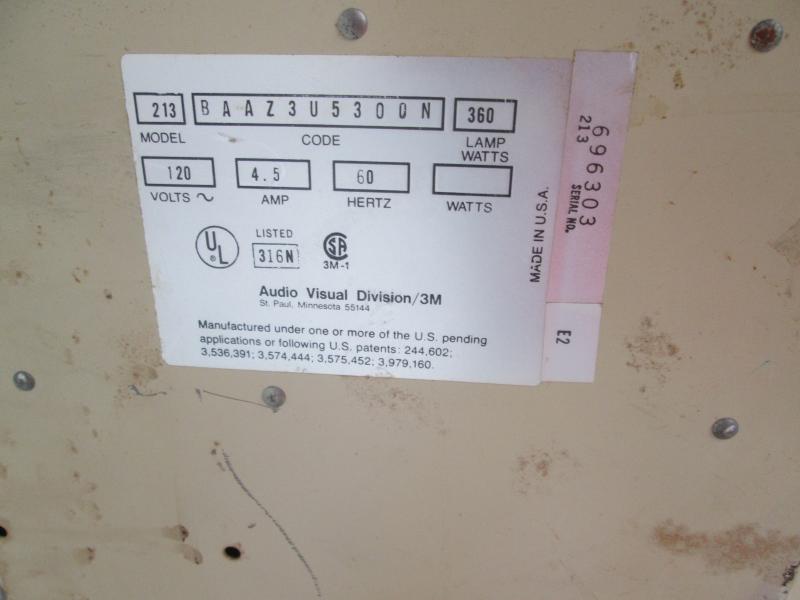 213 BAAZ3U5300N 360
MODEL CODE LAMP WATTS
120 4.5 60
VOLTS ~ AMP HERTZ WATTS
UL LISTED 316N SA 3M-1
Audio Visual Division/3M
St. Paul, Minnesota 55144
Manufactured under one or more of the U.S. pending
applications or following U.S. patents: 244,602;
3,536,391; 3,574,444; 3,575,452; 3,979,160.
MADE IN U.S.A.
696303
213 SERIAL NO.
E2